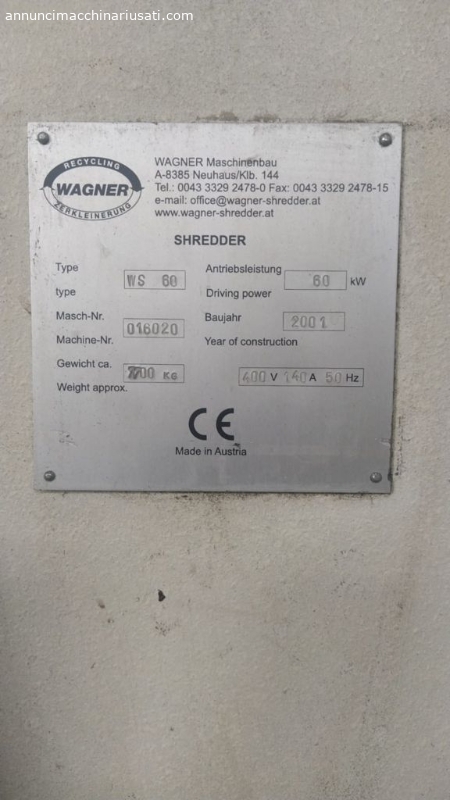 annuncimacchinariusati.com
RECYCLING
WAGNER
ZERKLEINERUNG
WAGNER Maschinenbau
A-8385 Neuhaus/Klb. 144
Tel.: 0043 3329 2478-0 Fax: 0043 3329 2478-15
e-mail: office@wagner-shredder.at
www.wagner-shredder.at
SHREDDER
Type WS 60 Antriebsleistung 60 kW
type Driving power
Masch-Nr. 016020 Baujahr 2001
Machine-Nr. Year of construction
Gewicht ca. KG 400 V 140 A 50 Hz
Weight approx.
CE
Made in Austria